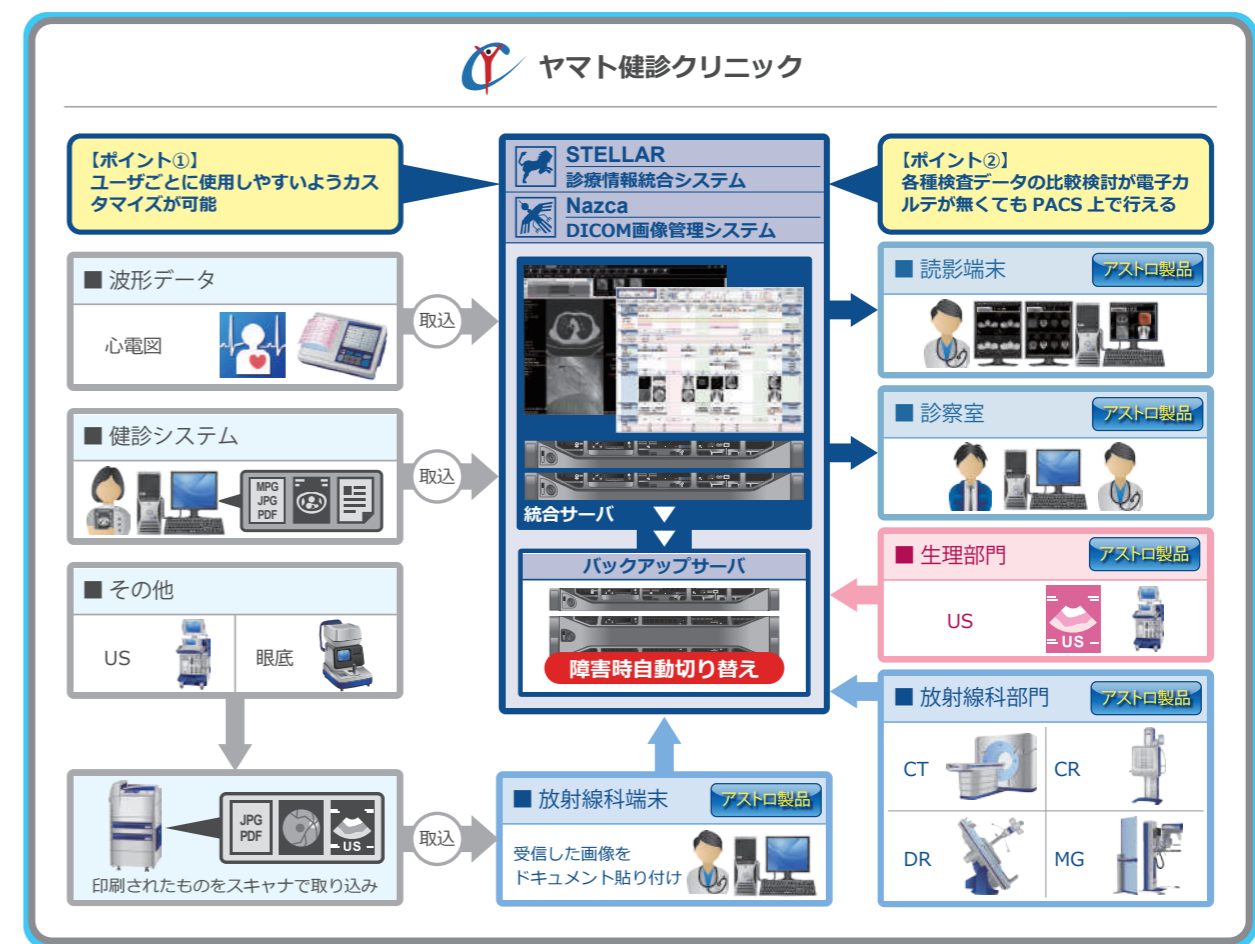 ヤマト健診クリニック
【ポイント①】
ユーザごとに使用しやすいようカス
タマイズが可能
STELLAR
診療情報統合システム
Nazca
DICOM画像管理システム
【ポイント②】
各種検査データの比較検討が電子カ
ルテが無くても PACS 上で行える
■ 波形データ
心電図
取込
■ 健診システム
MPG
JPG
PDF
取込
■ その他
US
眼底
JPG
PDF
US
印刷されたものをスキャナで取り込み
取込
統合サーバ
バックアップサーバ
障害時自動切り替え
■ 放射線科端末
アストロ製品
受信した画像を
ドキュメント貼り付け
■ 読影端末
アストロ製品
■ 診察室
アストロ製品
■ 生理部門
アストロ製品
US
US
■ 放射線科部門
アストロ製品
CT
CR
DR
MG